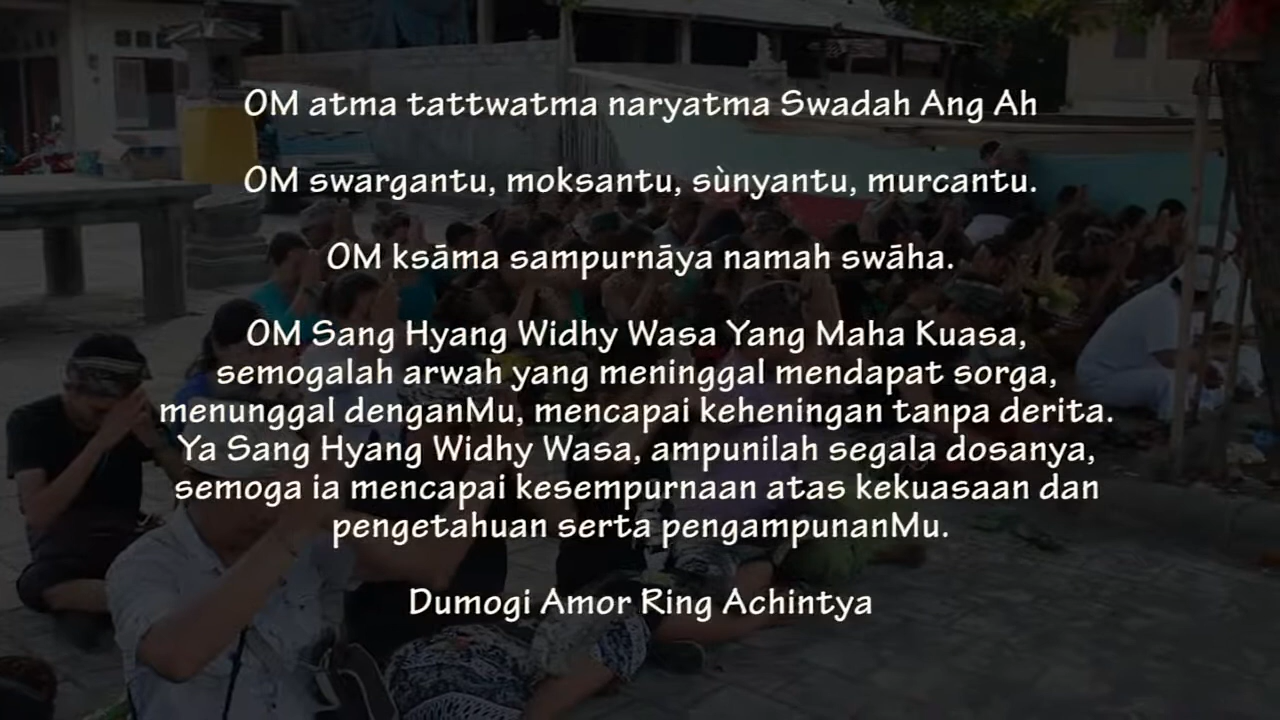 OM atma tattwatma naryatma Swadah Ang Ah
OM swargantu, moksantu, sùnyantu, murcantu.
OM ksāma sampurnāya namah swāha.
OM Sang Hyang Widhy Wasa Yang Maha Kuasa,
semogalah arwah yang meninggal mendapat sorga,
menunggal denganMu, mencapai keheningan tanpa derita.
Ya Sang Hyang Widhy Wasa, ampunilah segala dosanya,
semoga ia mencapai kesempurnaan atas kekuasaan dan
pengetahuan serta pengampunanMu.
Dumogi Amor Ring Achintya